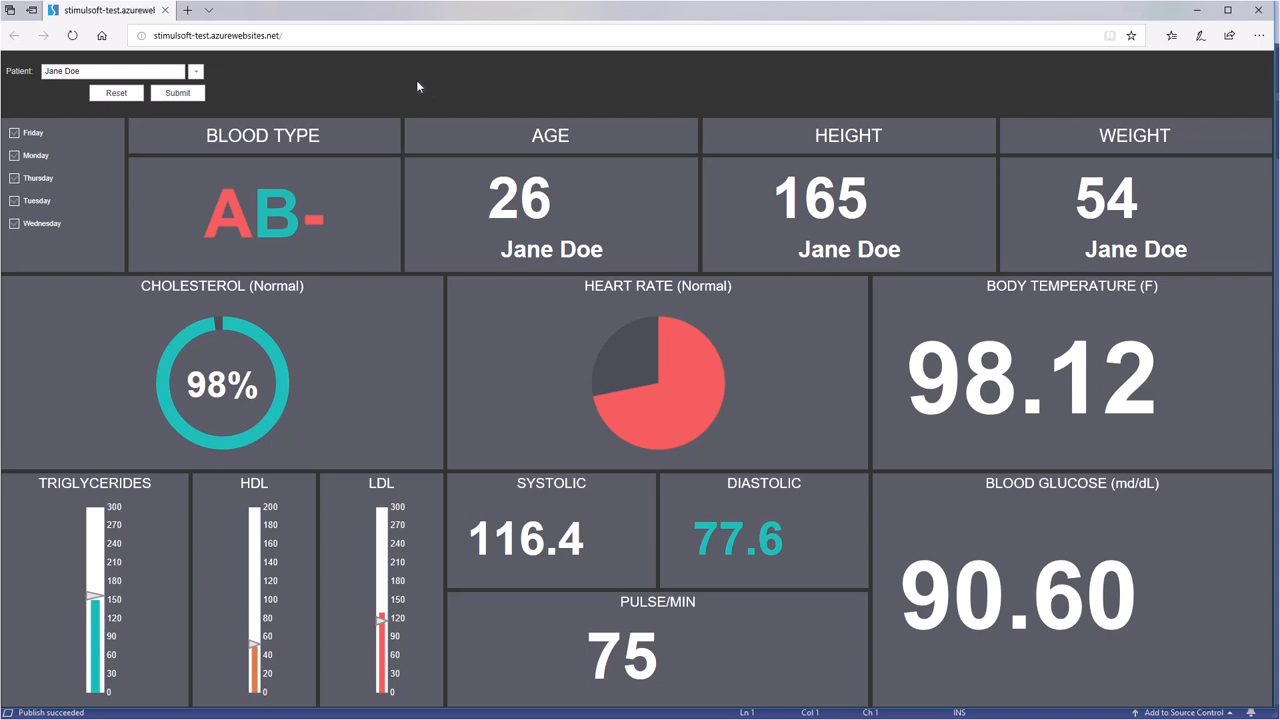 stimulsoft-test.azurewebl
stimulsoft-test.azurewebsites.net/
Patient: Jane Doe
Reset Submit
Friday
Monday
Thursday
Tuesday
Wednesday
BLOOD TYPE
AB-
AGE
26
Jane Doe
HEIGHT
165
Jane Doe
WEIGHT
54
Jane Doe
CHOLESTEROL (Normal)
98%
HEART RATE (Normal)
BODY TEMPERATURE (F)
98.12
TRIGLYCERIDES
300
270
240
210
180
150
120
90
60
30
0
HDL
200
180
160
140
120
100
80
60
40
20
0
LDL
300
270
240
210
180
150
120
90
60
30
0
SYSTOLIC
116.4
DIASTOLIC
77.6
PULSE/MIN
75
BLOOD GLUCOSE (md/dL)
90.60
Publish succeeded Ln 1 Col 1 Ch 1 INS Add to Source Control